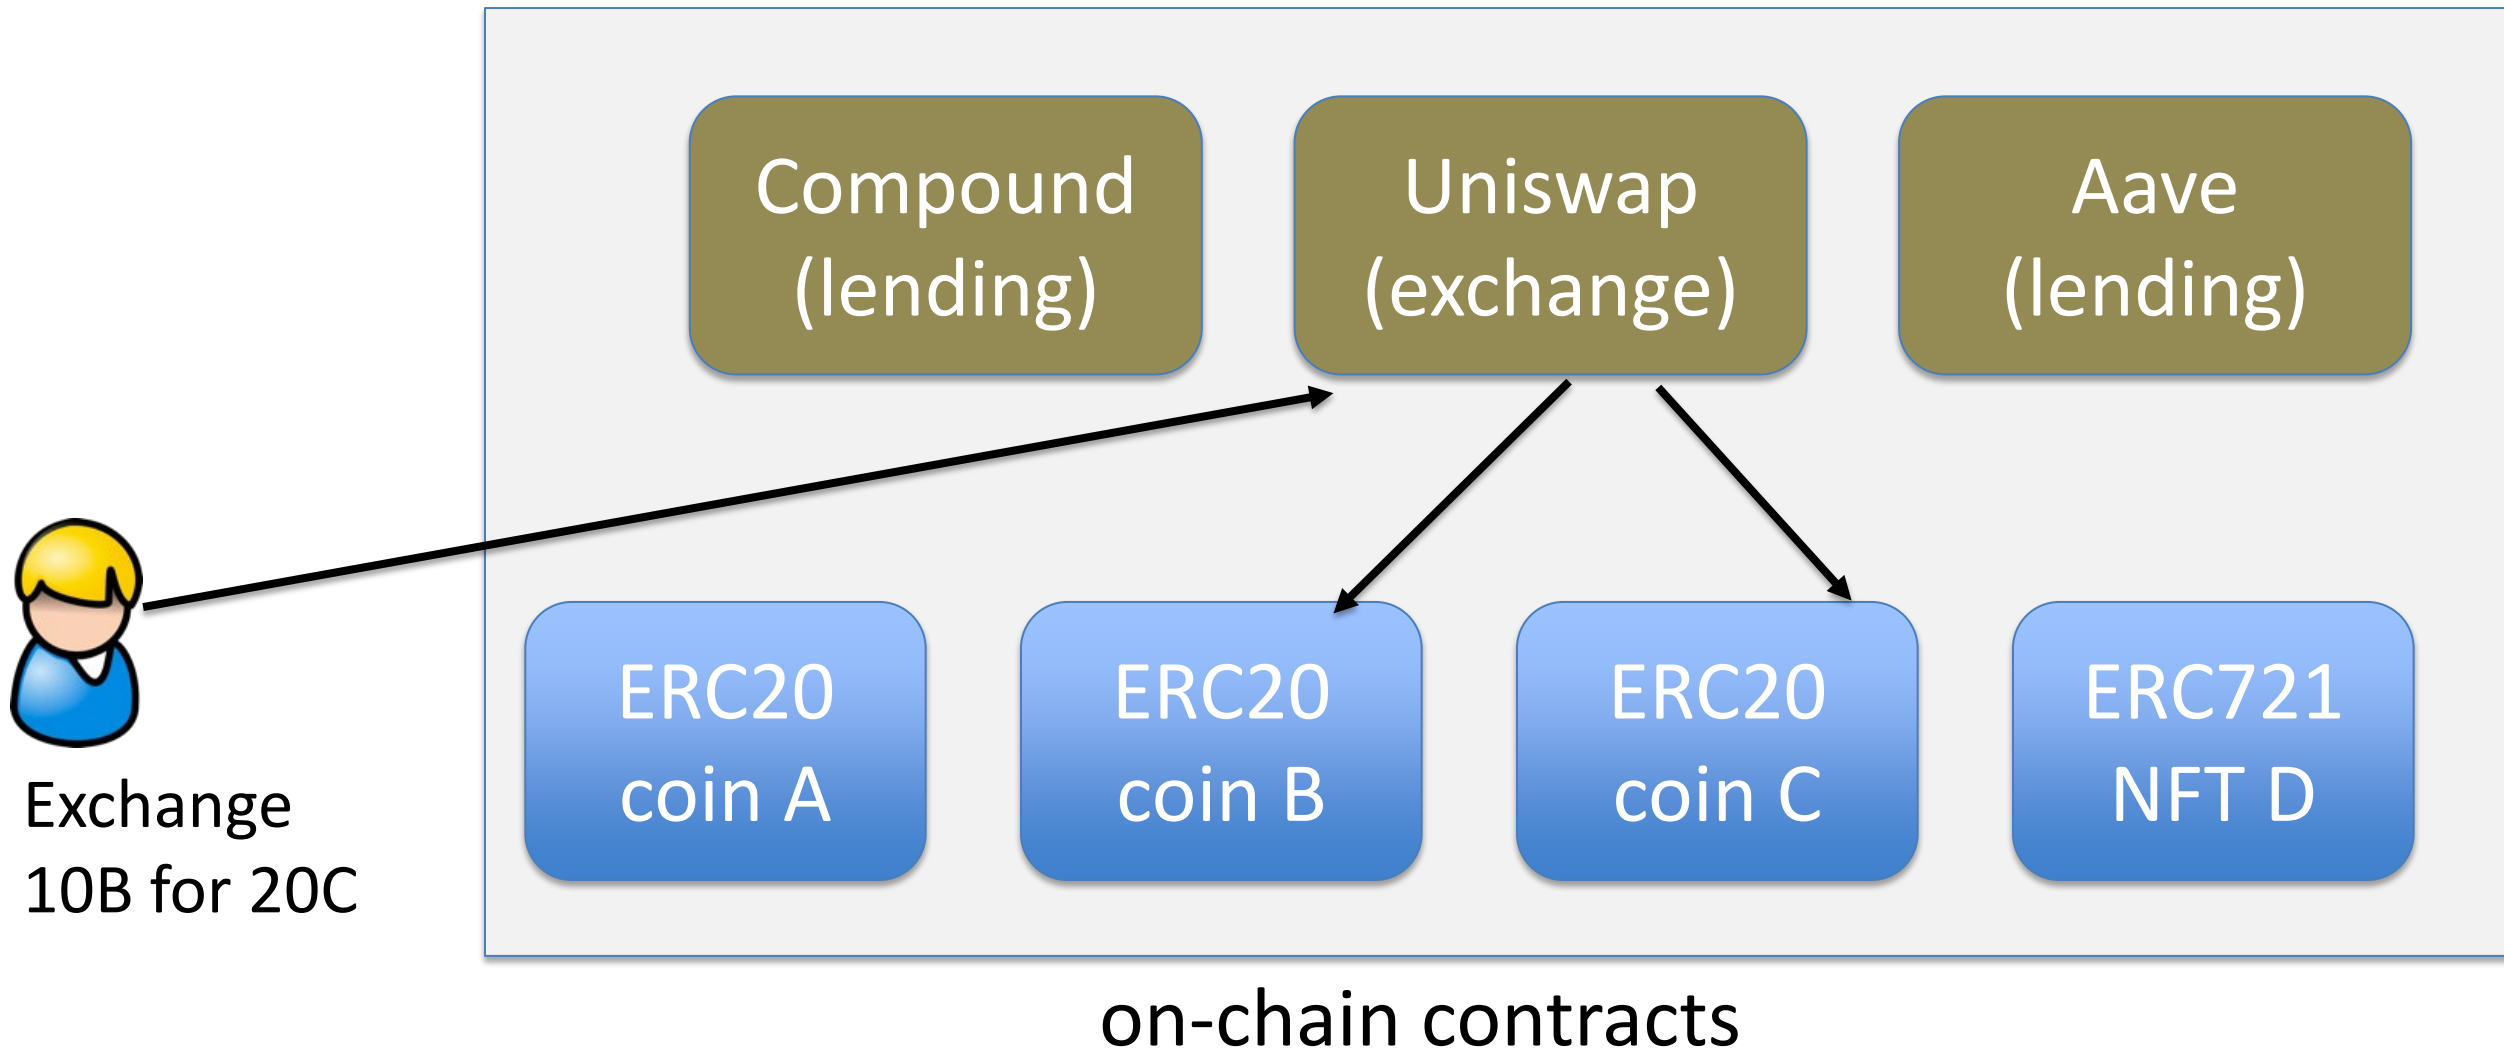 Compound
(lending)
Uniswap
(exchange)
Aave
(lending)
ERC20
coin A
ERC20
coin B
ERC20
coin C
ERC721
NFT D
Exchange
10B for 20C
on-chain contracts